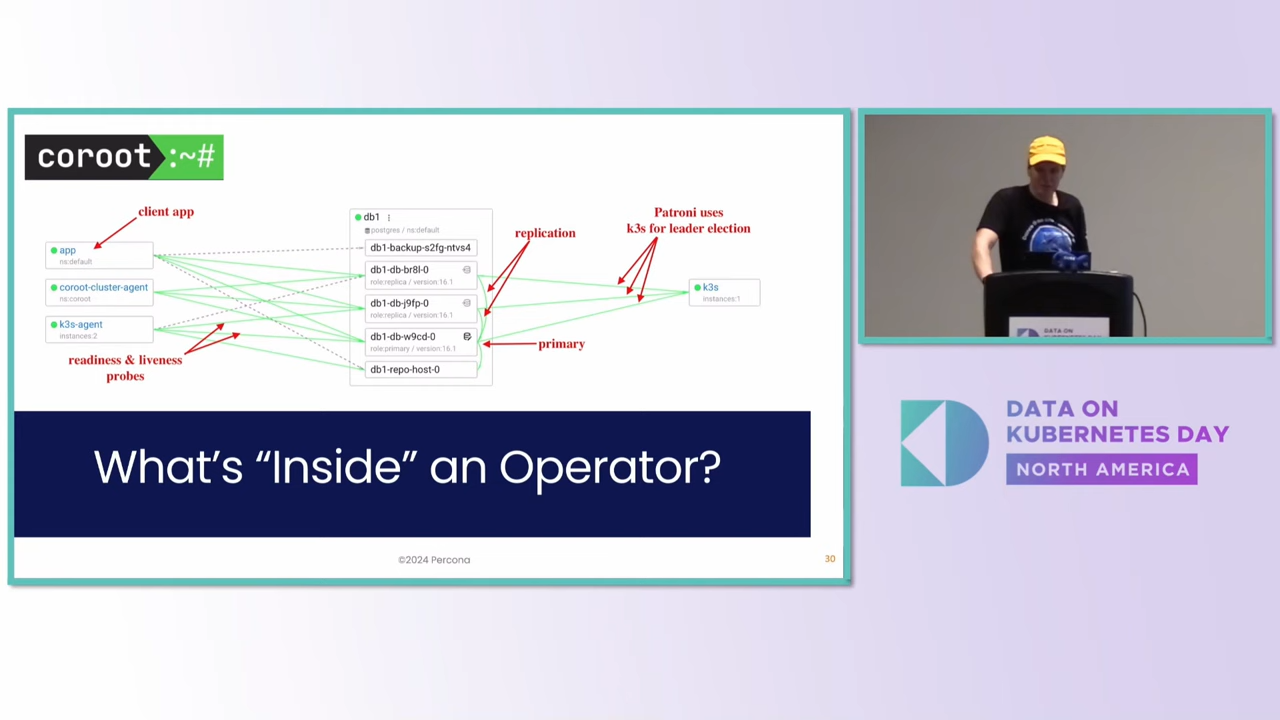 coroot:~#
client app
app
ns:default
coroot-cluster-agent
ns:coroot
k3s-agent
instances:2
readiness & liveness
probes
db1
postgres / ns:default
db1-backup-s2fg-ntvs4
db1-db-br8l-0
role:replica / version:16.1
db1-db-j9fp-0
role:replica / version:16.1
db1-db-w9cd-0
role:primary / version:16.1
db1-repo-host-0
replication
primary
Patroni uses
k3s for leader election
k3s
instances:1
What's “Inside” an Operator?
©2024 Percona
30
DATA ON
DATA ON
KUBERNETES DAY
NORTH AMERICA